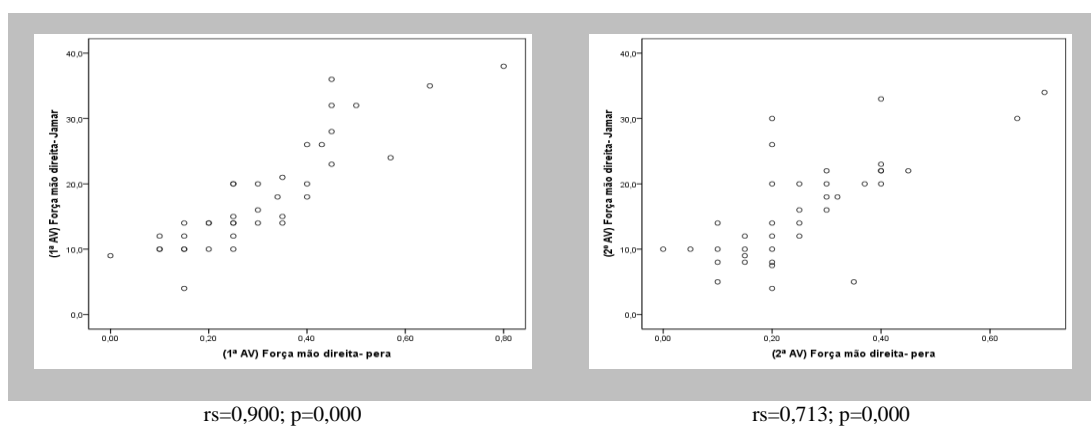 40,0
30,0
20,0
10,0
0,0
(1ª AV) Força mão direita- Jamar
0,00 0,20 0,40 0,60 0,80
(1ª AV) Força mão direita- pera
40,0
30,0
20,0
10,0
0,0
(2ª AV) Força mão direita- Jamar
0,00 0,20 0,40 0,60
(2ª AV) Força mão direita- pera
rs=0,900; p=0,000
rs=0,713; p=0,000